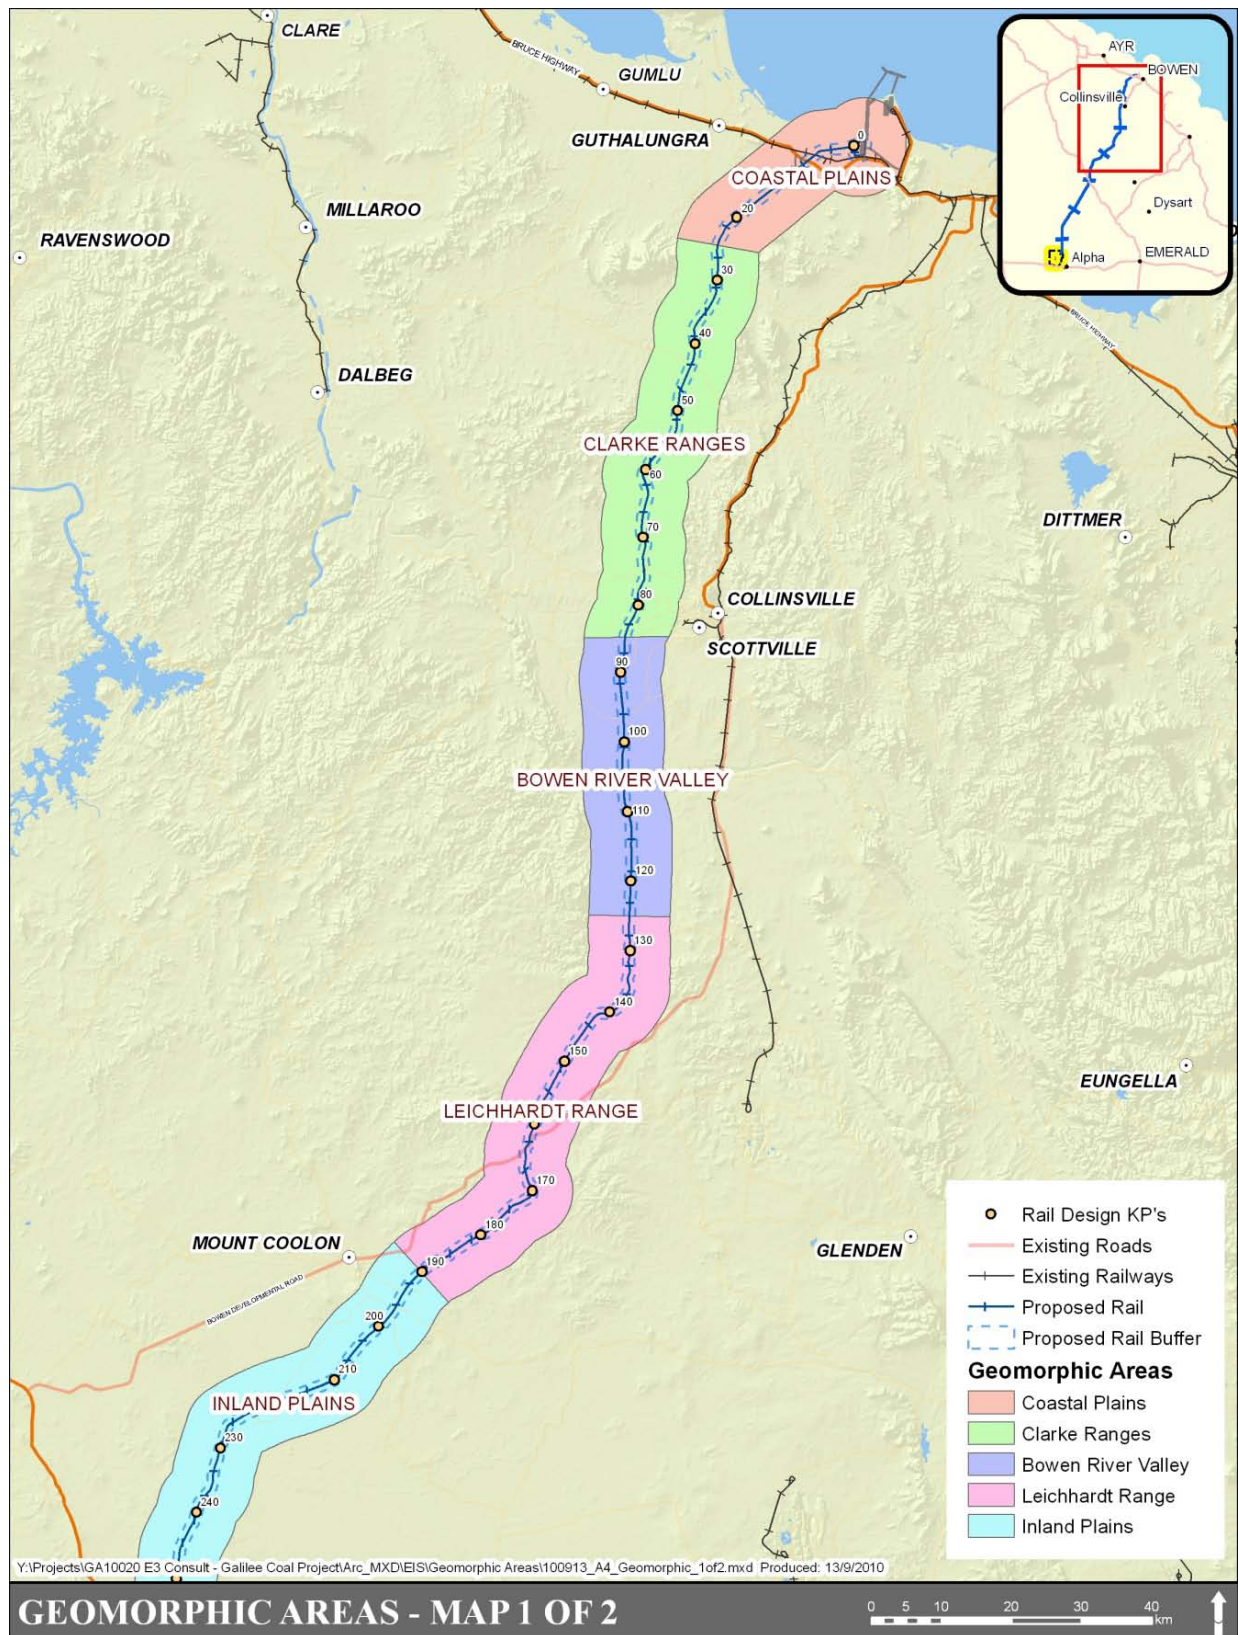 CLARE
BRUCE HIGHWAY
GUMLU
GUTHALUNGRA
0
COASTAL PLAINS
AYR
BOWEN
Collinsville
Dysart
EMERALD
Alpha
MILLAROO
RAVENSWOOD
20
30
BRUCE HIGHWAY
40
DALBEG
50
CLARKE RANGES
60
DITTMER
70
80
COLLINSVILLE
SCOTTVILLE
90
100
BOWEN RIVER VALLEY
110
120
130
140
150
EUNGELLA
LEICHHARDT RANGE
170
180
MOUNT COOLON
GLENDEN
190
BOWEN DEVELOPMENTAL ROAD
200
210
INLAND PLAINS
230
240
Rail Design KP's
Existing Roads
Existing Railways
Proposed Rail
Proposed Rail Buffer
Geomorphic Areas
Coastal Plains
Clarke Ranges
Bowen River Valley
Leichhardt Range
Inland Plains
Y:\Projects\GA10020 E3 Consult - Galilee Coal Project\Arc_MXD\EIS\Geomorphic Areas\100913_A4_Geomorphic_1of2.mxd Produced: 13/9/2010
GEOMORPHIC AREAS - MAP 1 OF 2
0 5 10 20 30 40
km